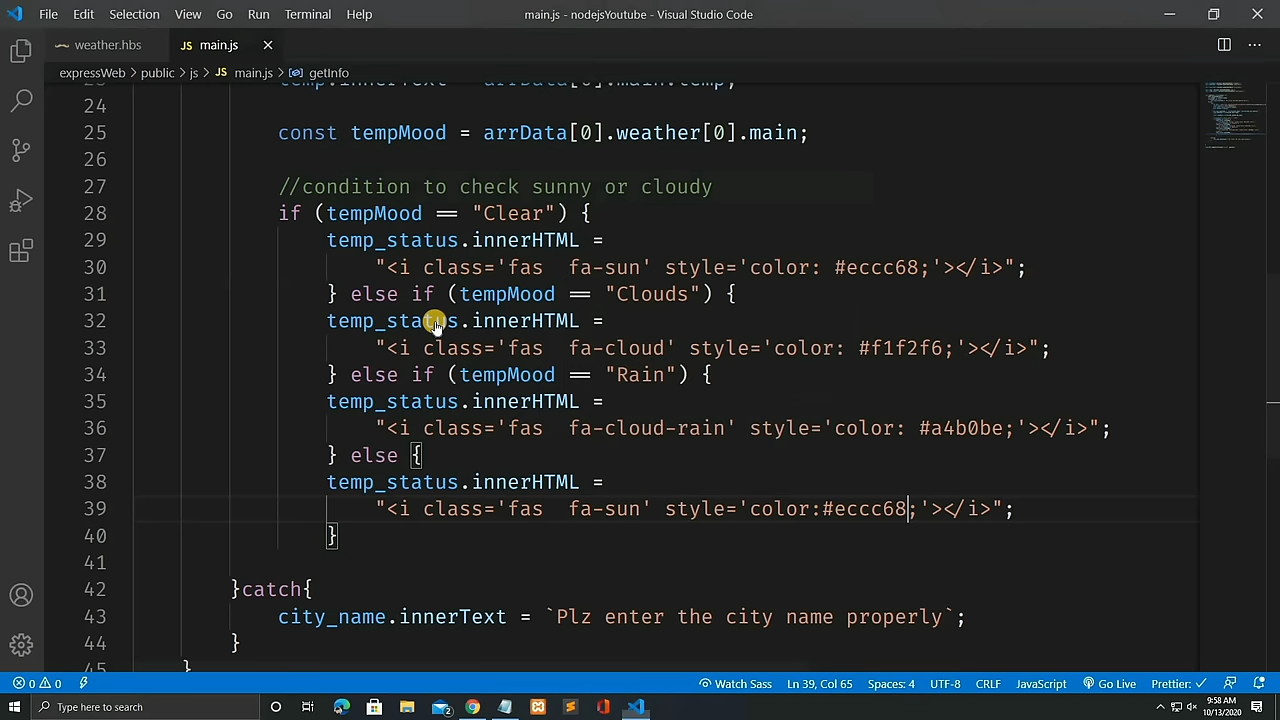 File Edit Selection View Go Run Terminal Help main.js - nodejsYoutube - Visual Studio Code
weather.hbs JS main.js
expressWeb > public > js > JS main.js > getInfo
temp.innerText = arrData[0].main.temp;
24
25 const tempMood = arrData[0].weather[0].main;
26
27 //condition to check sunny or cloudy
28 if (tempMood == "Clear") {
29 temp_status.innerHTML =
30 "<i class='fas  fa-sun' style='color: #eccc68;'></i>";
31 } else if (tempMood == "Clouds") {
32 temp_status.innerHTML =
33 "<i class='fas  fa-cloud' style='color: #f1f2f6;'></i>";
34 } else if (tempMood == "Rain") {
35 temp_status.innerHTML =
36 "<i class='fas  fa-cloud-rain' style='color: #a4b0be;'></i>";
37 } else {
38 temp_status.innerHTML =
39 "<i class='fas  fa-sun' style='color:#eccc68;'></i>";
40 }
41
42 }catch{
43 city_name.innerText = `Plz enter the city name properly`;
44 }
45 }
0 0 Watch Sass Ln 39, Col 65 Spaces: 4 UTF-8 CRLF JavaScript Go Live Prettier: ✓
Type here to search 2 9:58 AM
10/13/2020